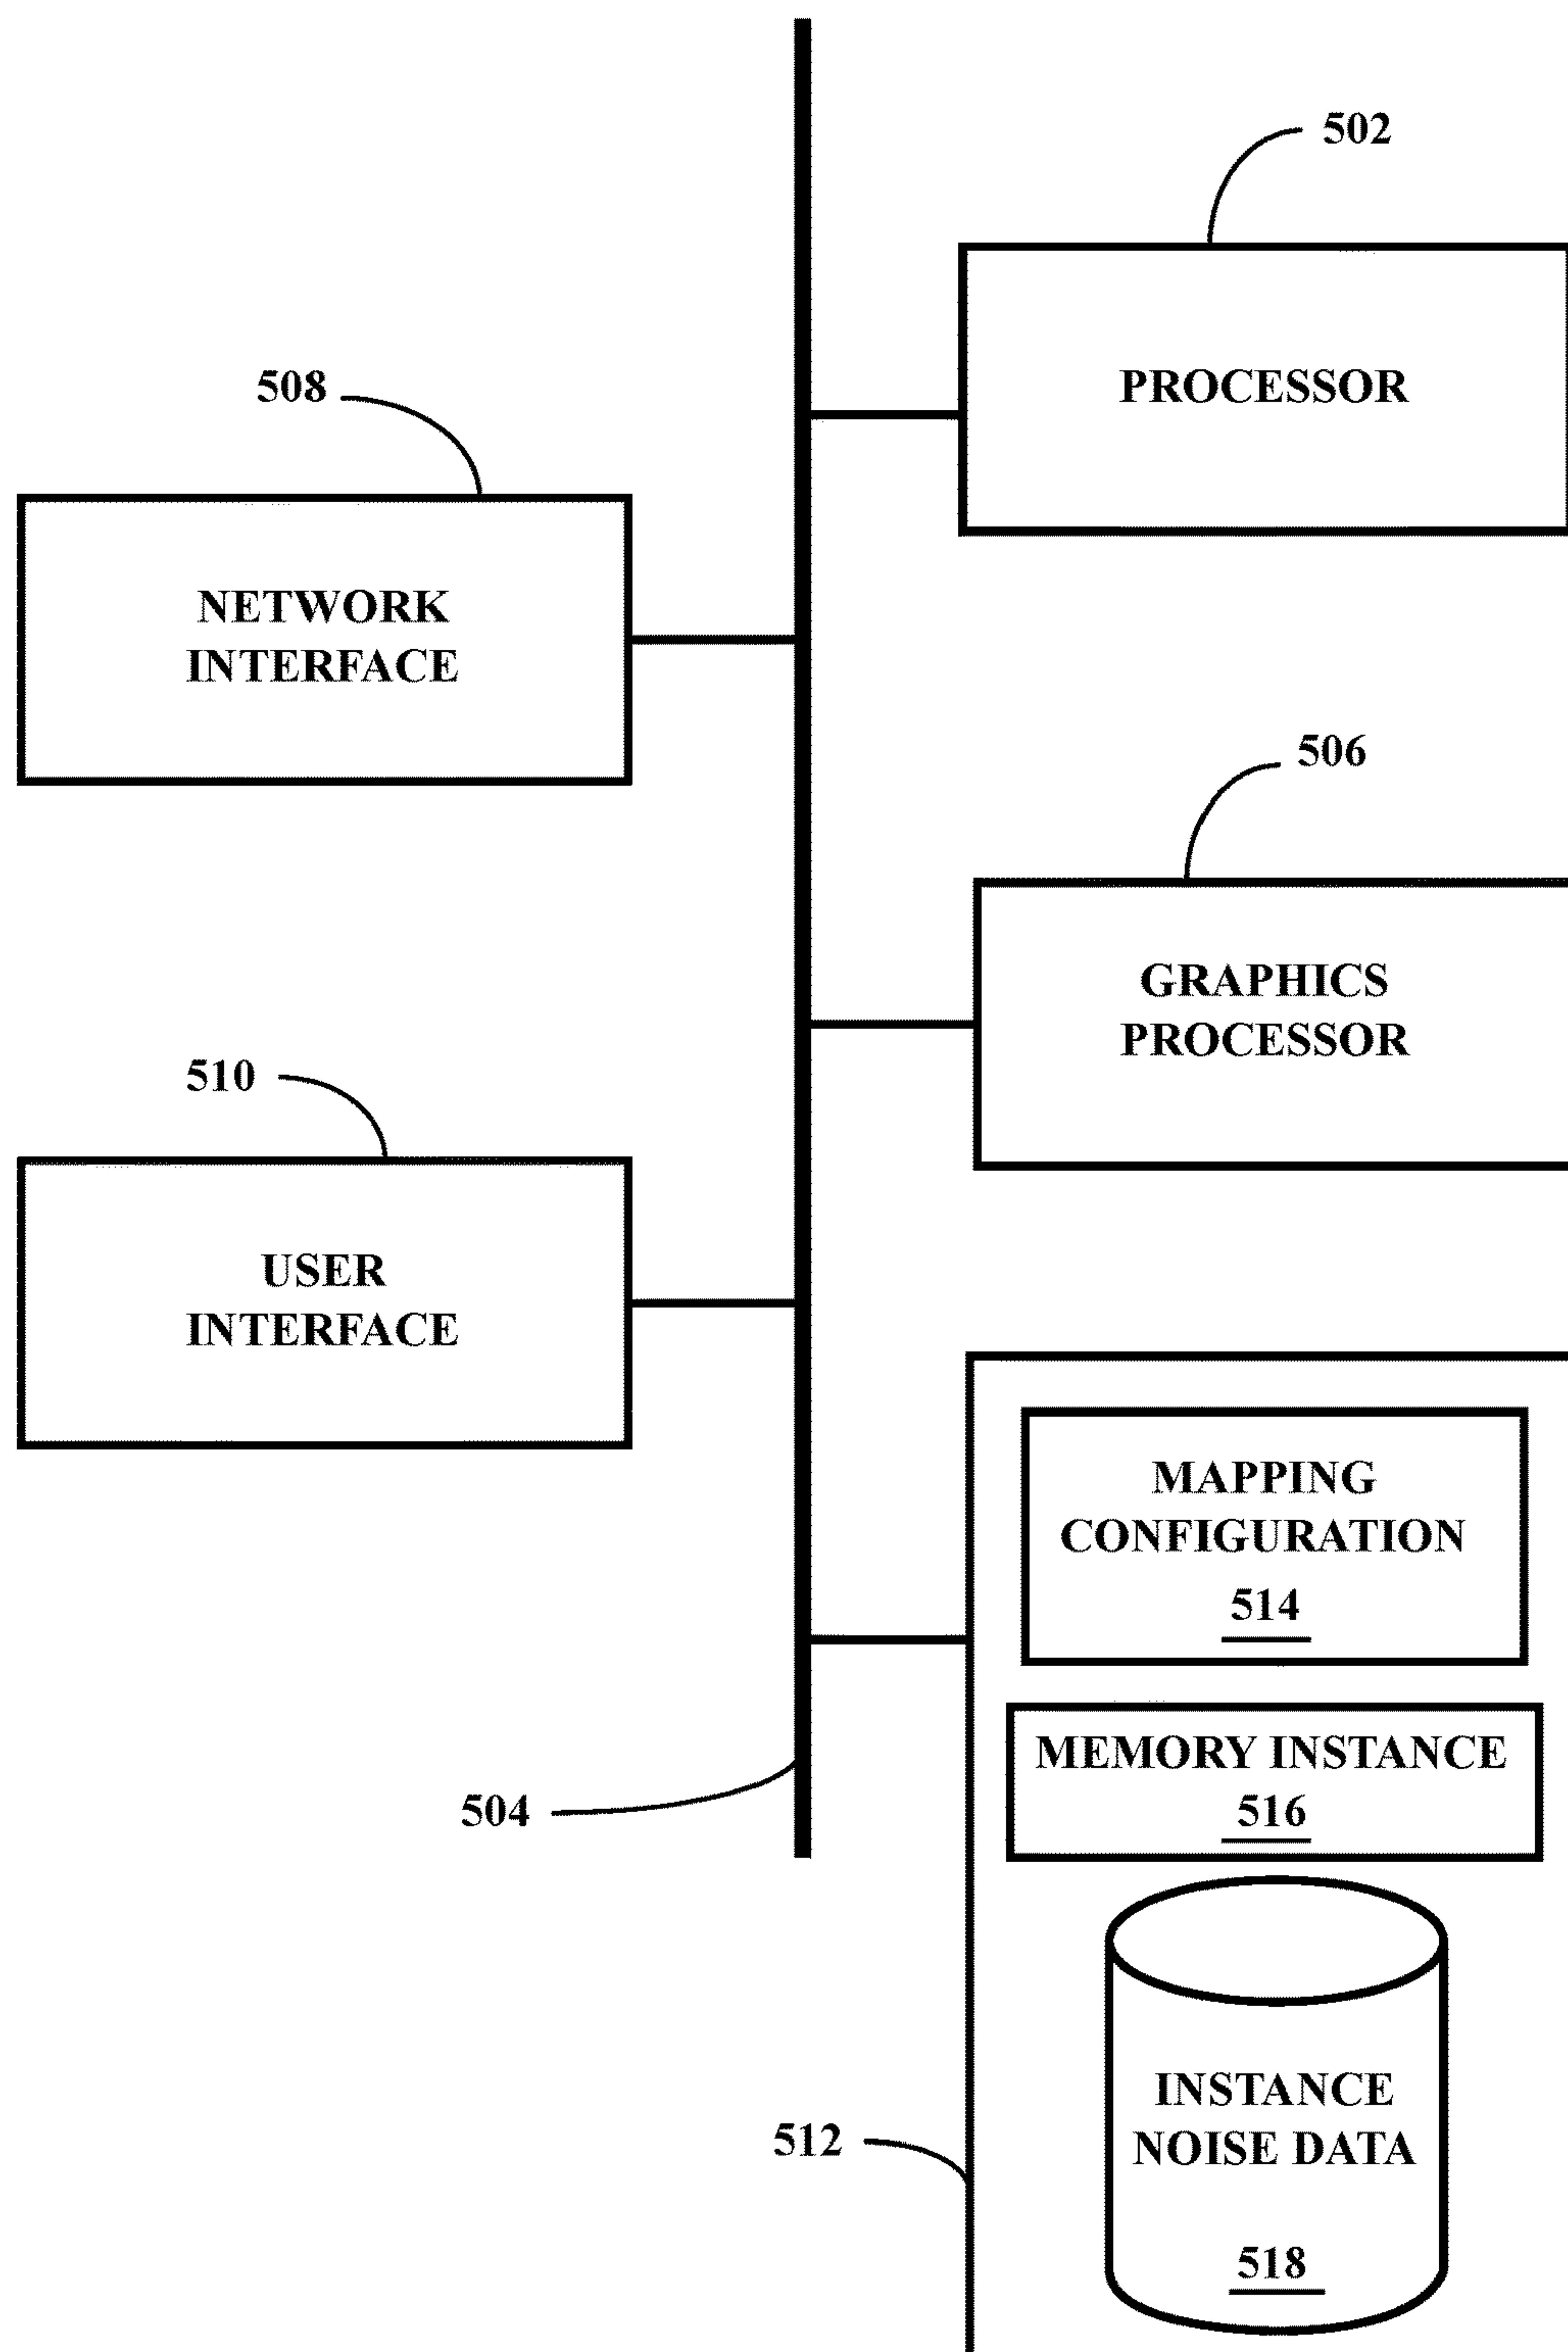 502
PROCESSOR
508
NETWORK
INTERFACE
506
GRAPHICS
PROCESSOR
510
USER
INTERFACE
MAPPING
CONFIGURATION
514
MEMORY INSTANCE
516
504
INSTANCE
NOISE DATA
512
518